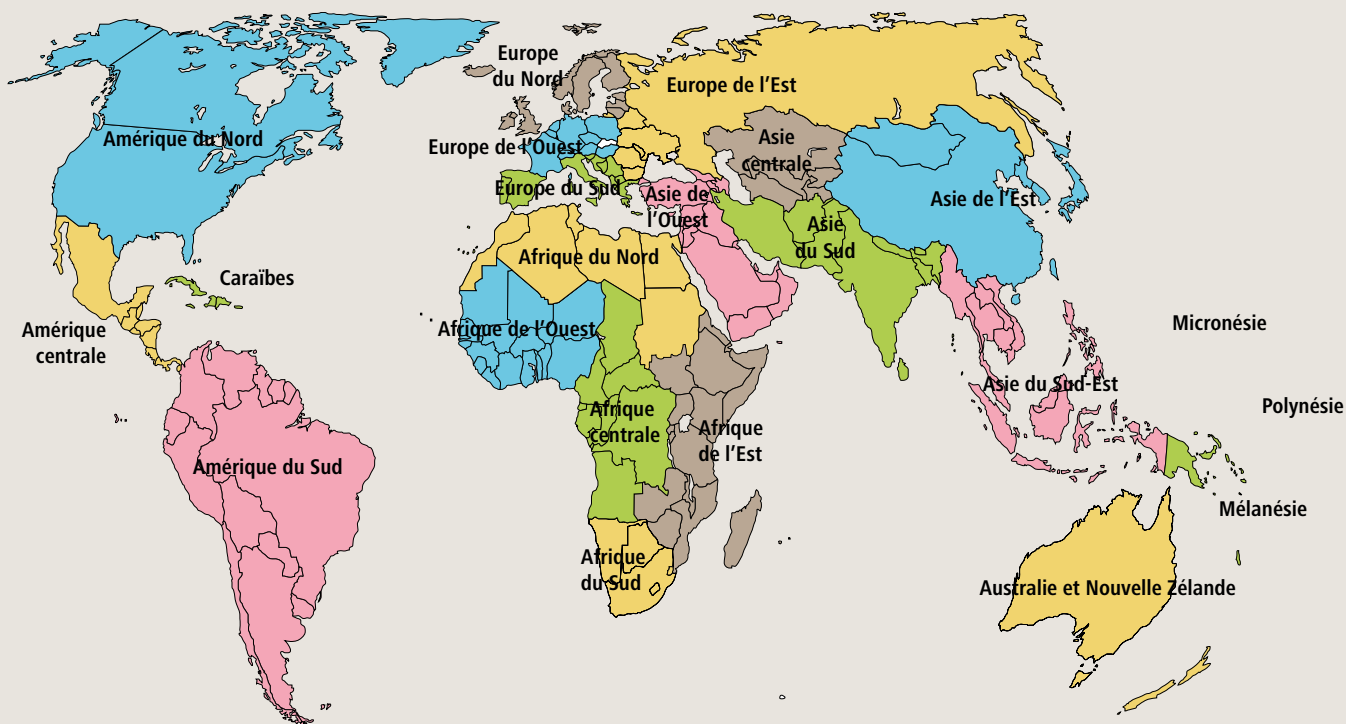 Europe
du Nord
Europe de l’Est
Amérique du Nord
Europe de l’Ouest
Asie
centrale
Europe du Sud
Asie de
l’Ouest
Asie de l’Est
Asie
du Sud
Afrique du Nord
Caraïbes
Amérique
centrale
Afrique de l’Ouest
Micronésie
Asie du Sud-Est
Polynésie
Afrique
centrale
Afrique
de l’Est
Amérique du Sud
Mélanésie
Afrique
du Sud
Australie et Nouvelle Zélande